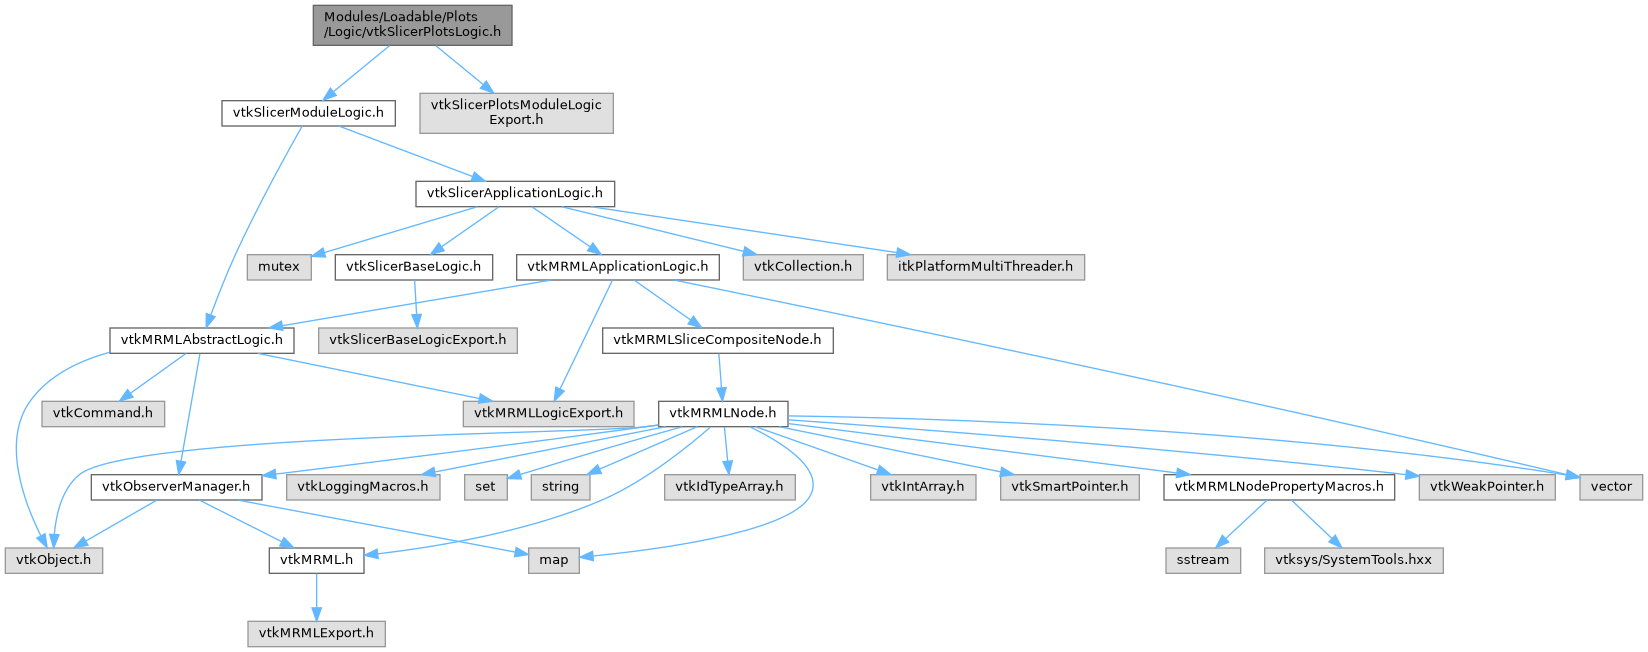 Modules/Loadable/Plots
/Logic/vtkSlicerPlotsLogic.h
vtkSlicerModuleLogic.h
vtkSlicerPlotsModuleLogic
Export.h
vtkSlicerApplicationLogic.h
mutex
vtkSlicerBaseLogic.h
vtkMRMLApplicationLogic.h
vtkCollection.h
itkPlatformMultiThreader.h
vtkMRMLAbstractLogic.h
vtkSlicerBaseLogicExport.h
vtkMRMLSliceCompositeNode.h
vtkCommand.h
vtkMRMLLogicExport.h
vtkMRMLNode.h
vtkObserverManager.h
vtkLoggingMacros.h
set
string
vtkIdTypeArray.h
vtkIntArray.h
vtkSmartPointer.h
vtkMRMLNodePropertyMacros.h
vtkWeakPointer.h
vector
vtkObject.h
vtkMRML.h
map
sstream
vtksys/SystemTools.hxx
vtkMRMLExport.h